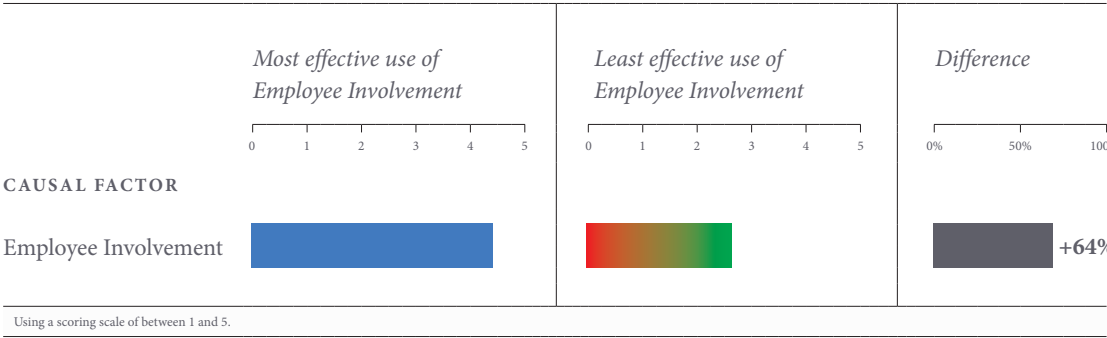 Most effective use of
Employee Involvement
Least effective use of
Employee Involvement
Difference
0 1 2 3 4 5
0 1 2 3 4 5
0% 50% 100
CAUSAL FACTOR
Employee Involvement
+64%
Using a scoring scale of between 1 and 5.